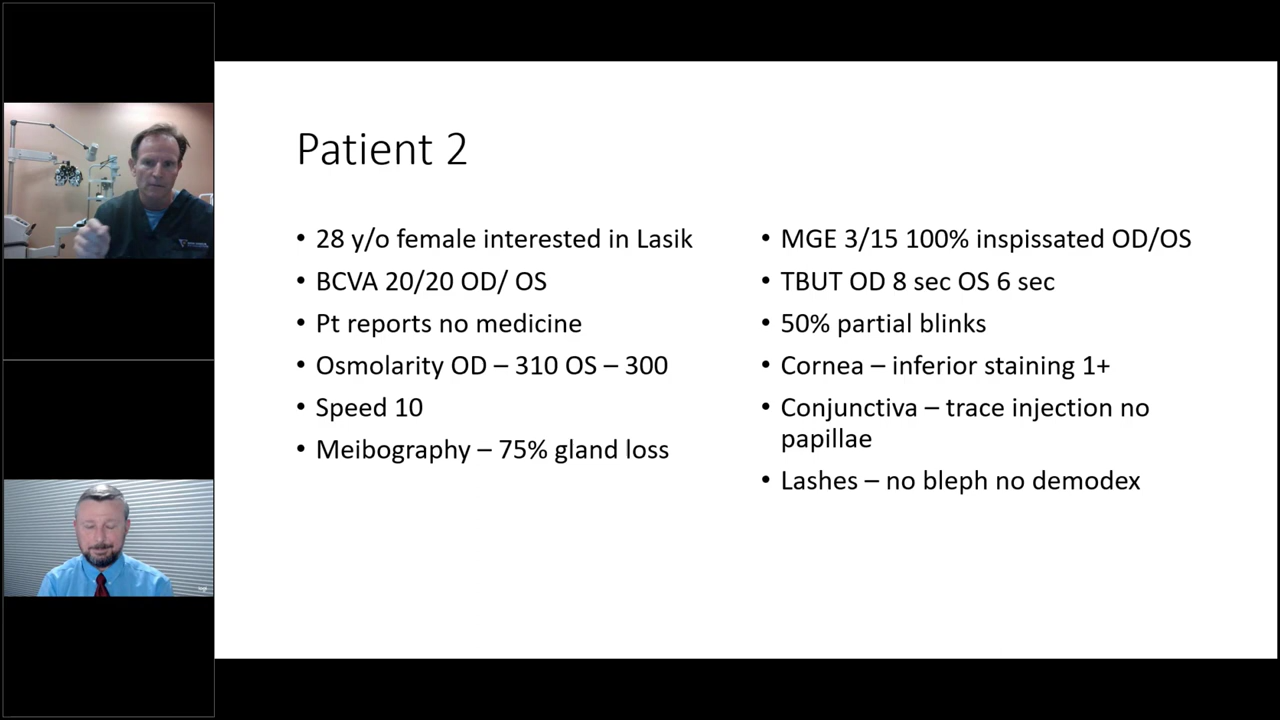 Patient 2
• 28 y/o female interested in Lasik
• BCVA 20/20 OD/ OS
• Pt reports no medicine
• Osmolarity OD – 310 OS – 300
• Speed 10
• Meibography – 75% gland loss
• MGE 3/15 100% inspissated OD/OS
• TBUT OD 8 sec OS 6 sec
• 50% partial blinks
• Cornea – inferior staining 1+
• Conjunctiva – trace injection no
papillae
• Lashes – no bleph no demodex